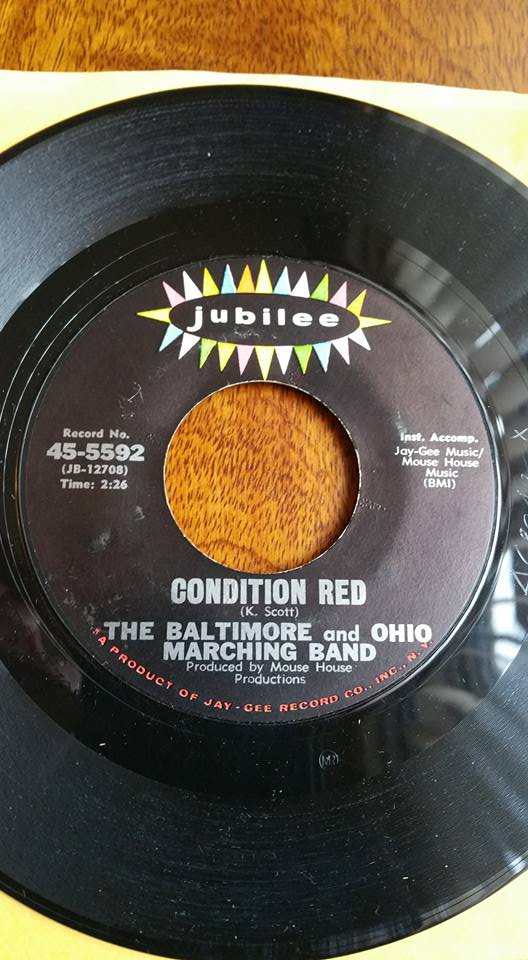 jubilee
Record No.
45-5592
(JB-12708)
Time: 2:26
Inst. Accomp.
Jay-Gee Music/
Mouse House
Music
(BMI)
CONDITION RED
(K. Scott)
THE BALTIMORE and OHIO
MARCHING BAND
Produced by Mouse House
Productions
A PRODUCT OF JAY-GEE RECORD CO., INC., N.Y.
MR